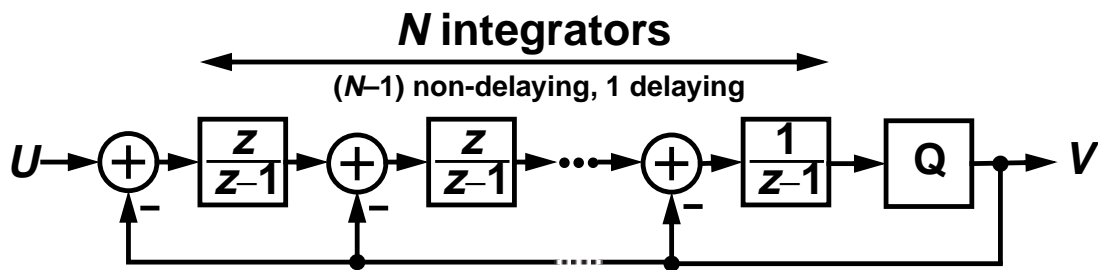 N integrators
(N–1) non-delaying, 1 delaying
U + z/z–1 + z/z–1 ••• + 1/z–1 Q V
– – –